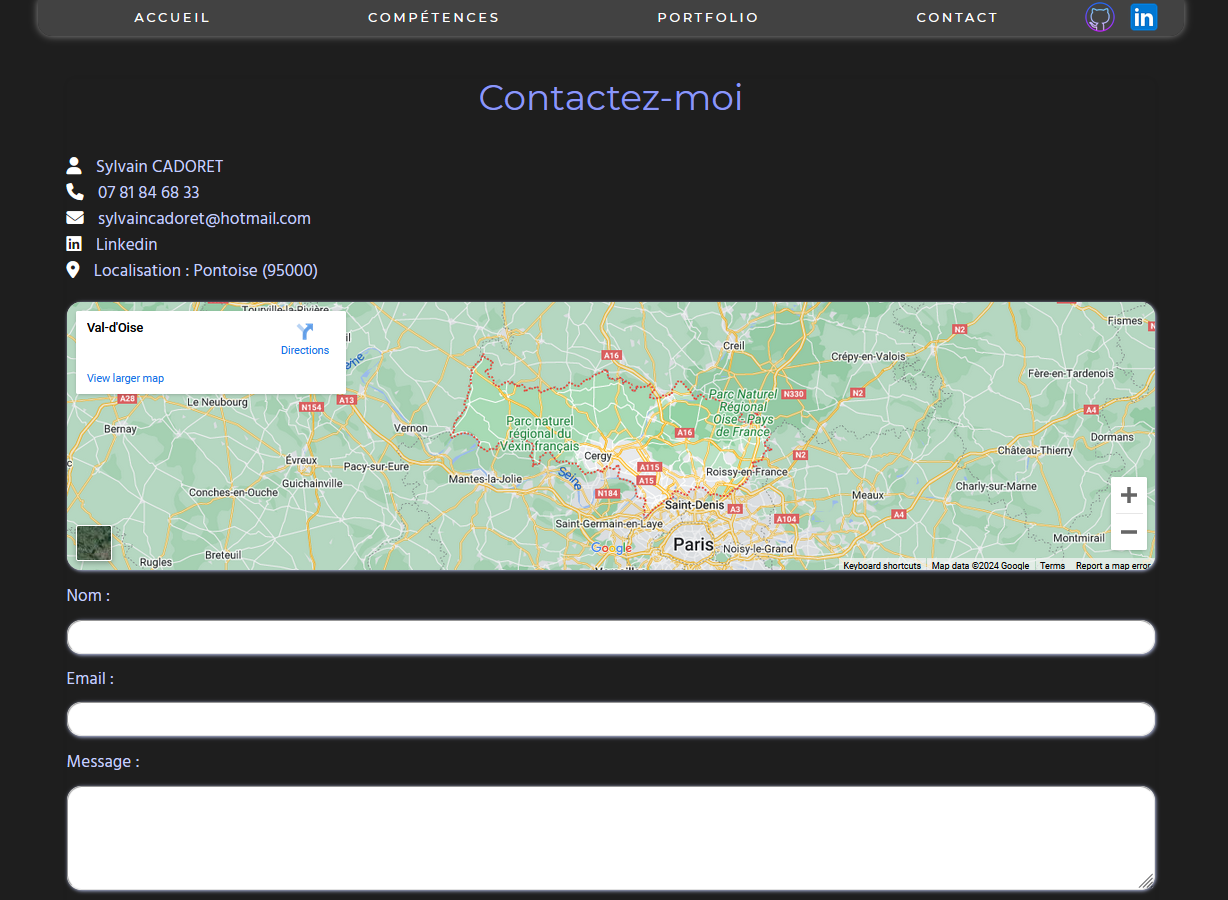 ACCUEIL COMPÉTENCES PORTFOLIO CONTACT in
Contactez-moi
Sylvain CADORET
07 81 84 68 33
sylvaincadoret@hotmail.com
in Linkedin
Localisation : Pontoise (95000)
Val-d'Oise
Directions
View larger map
Tourville-la-Rivière
Fismes
N2
Creil
A16
Crépy-en-Valois
Fère-en-Tardenois
Parc Naturel
Régional
Oise - Pays
de France
N330
N2
A28
Le Neubourg
N154
A13
A4
Bernay
Vernon
Parc naturel
régional du
Vexin français
A16
Dormans
Cergy
N2
Château-Thierry
Évreux
Pacy-sur-Eure
A115
Roissy-en-France
Guichainville
Mantes-la-Jolie
Seine
A15
Charly-sur-Marne
Conches-en-Ouche
N184
Meaux
Saint-Denis
A3
A4
A104
Saint-Germain-en-Laye
Montmirail
Paris
Noisy-le-Grand
Google
Breteuil
Rugles
Keyboard shortcuts Map data ©2024 Google Terms Report a map error
Nom :
Email :
Message :